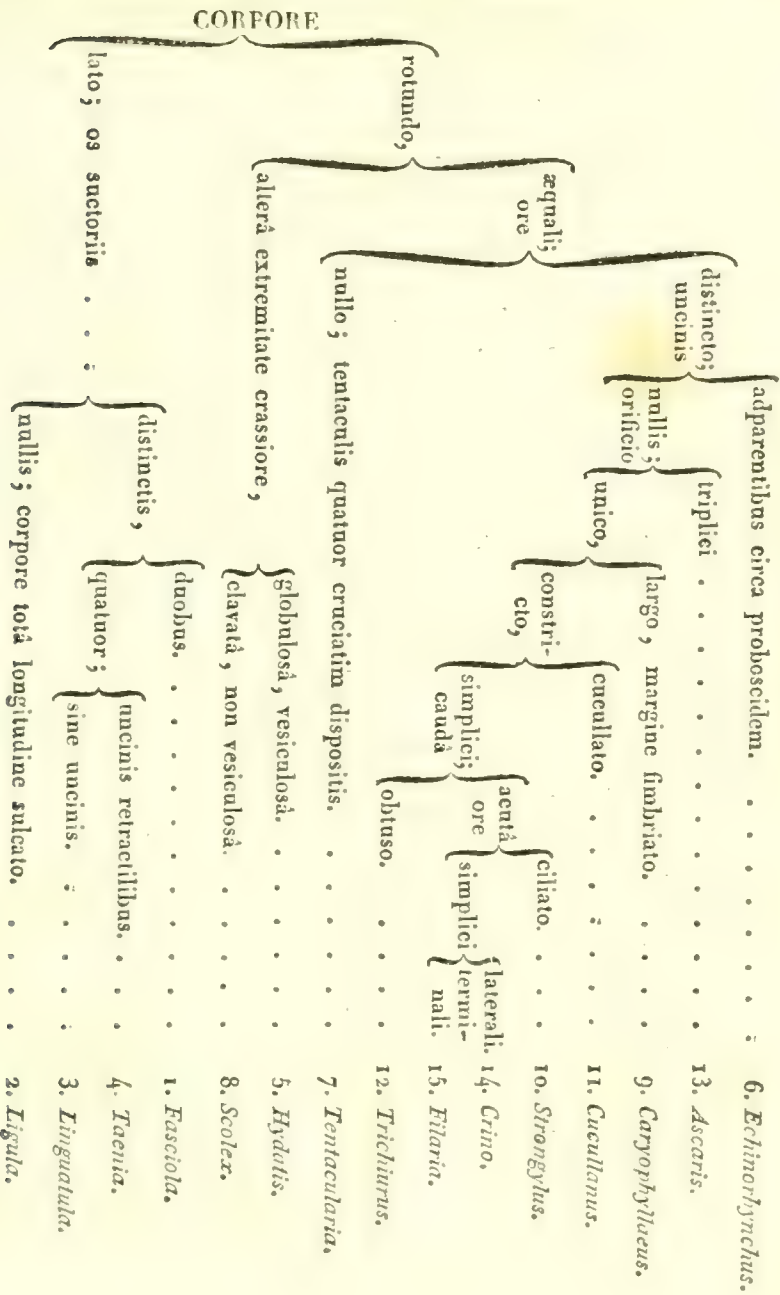 CORPORE
adparentibus circa proboscidem. . . . . . . 6. Echinorhynchus.
distincto;
uncinis
triplici . . . . . . . . . . . 13. Ascaris.
nullis;
orificio
largo, margine fimbriato. . . . . 9. Caryophyllaeus.
unico,
cucullato. . . . . . 11. Cucullanus.
constri-
cto,
ciliato. . . . 10. Strongylus.
acutâ
ore
laterali. 14. Crino.
simplici
termi-
nali. 15. Filaria.
simplici;
caudâ
obtuso. . . . . 12. Trichiurus.
æquali;
ore
nullo; tentaculis quatuor cruciatim dispositis. . . . . . 7. Tentacularia.
rotundo,
globulosâ, vesiculosâ. . . . . . 5. Hydatis.
alterâ extremitate crassiore,
clavatâ, non vesiculosâ. . . . . 8. Scolex.
duobus. . . . . . . . . 1. Fasciola.
distinctis,
uncinis retractilibus. . . . 4. Taenia.
quatuor;
sine uncinis. . . . . . 3. Linguatula.
lato; os suctoriis . . .
nullis; corpore totâ longitudine sulcato. . . . . 2. Ligula.